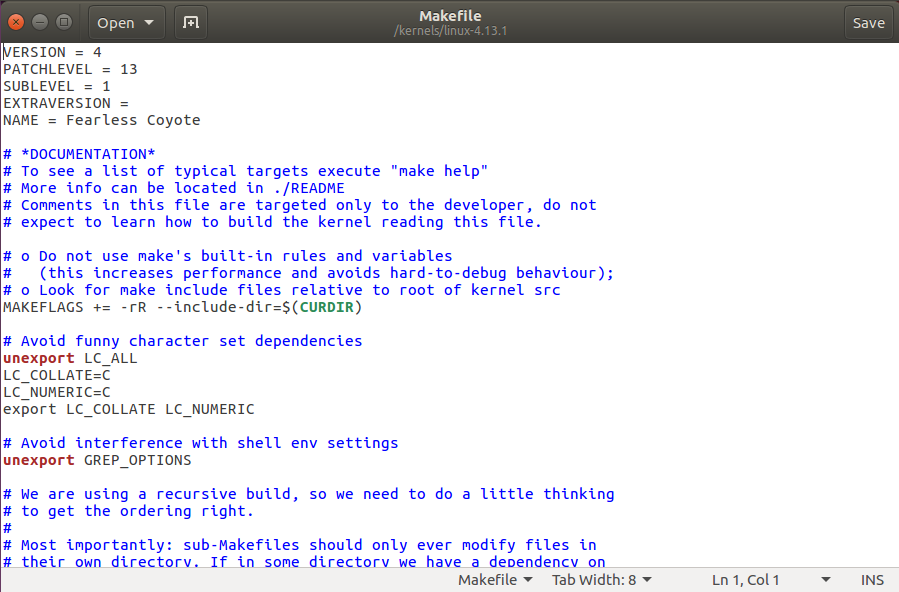 Open
Makefile
/kernels/linux-4.13.1
Save
VERSION = 4
PATCHLEVEL = 13
SUBLEVEL = 1
EXTRAVERSION =
NAME = Fearless Coyote
# *DOCUMENTATION*
# To see a list of typical targets execute "make help"
# More info can be located in ./README
# Comments in this file are targeted only to the developer, do not
# expect to learn how to build the kernel reading this file.
# o Do not use make's built-in rules and variables
#   (this increases performance and avoids hard-to-debug behaviour);
# o Look for make include files relative to root of kernel src
MAKEFLAGS += -rR --include-dir=$(CURDIR)
# Avoid funny character set dependencies
unexport LC_ALL
LC_COLLATE=C
LC_NUMERIC=C
export LC_COLLATE LC_NUMERIC
# Avoid interference with shell env settings
unexport GREP_OPTIONS
# We are using a recursive build, so we need to do a little thinking
# to get the ordering right.
#
# Most importantly: sub-Makefiles should only ever modify files in
# their own directory. If in some directory we have a dependency on
Makefile Tab Width: 8 Ln 1, Col 1 INS